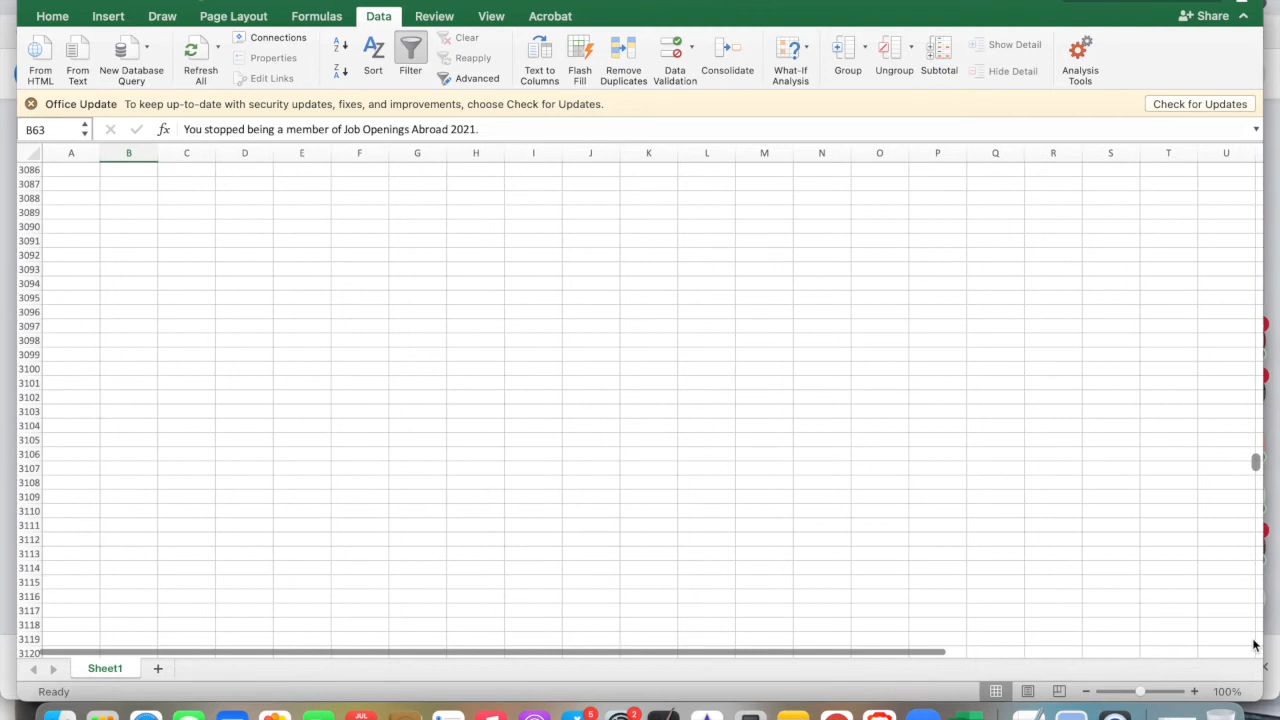 Home Insert Draw Page Layout Formulas Data Review View Acrobat Share
From HTML
From Text
New Database Query
Refresh All
Connections
Properties
Edit Links
A Z
Z A
Sort
Filter
Clear
Reapply
Advanced
Text to Columns
Flash Fill
Remove Duplicates
Data Validation
Consolidate
What-If Analysis
Group
Ungroup
Subtotal
Show Detail
Hide Detail
Analysis Tools
Office Update To keep up-to-date with security updates, fixes, and improvements, choose Check for Updates. Check for Updates
B63 fx You stopped being a member of Job Openings Abroad 2021.
A B C D E F G H I J K L M N O P Q R S T U
3086
3087
3088
3089
3090
3091
3092
3093
3094
3095
3096
3097
3098
3099
3100
3101
3102
3103
3104
3105
3106
3107
3108
3109
3110
3111
3112
3113
3114
3115
3116
3117
3118
3119
3120
Sheet1
Ready 100%
JUL 5 2